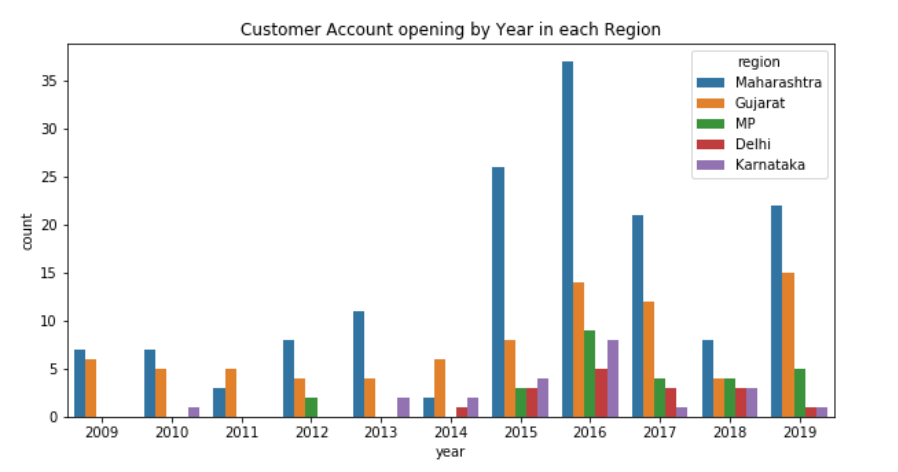 Customer Account opening by Year in each Region
region
Maharashtra
Gujarat
MP
Delhi
Karnataka
35
30
25
20
15
10
5
0
count
2009 2010 2011 2012 2013 2014 2015 2016 2017 2018 2019
year